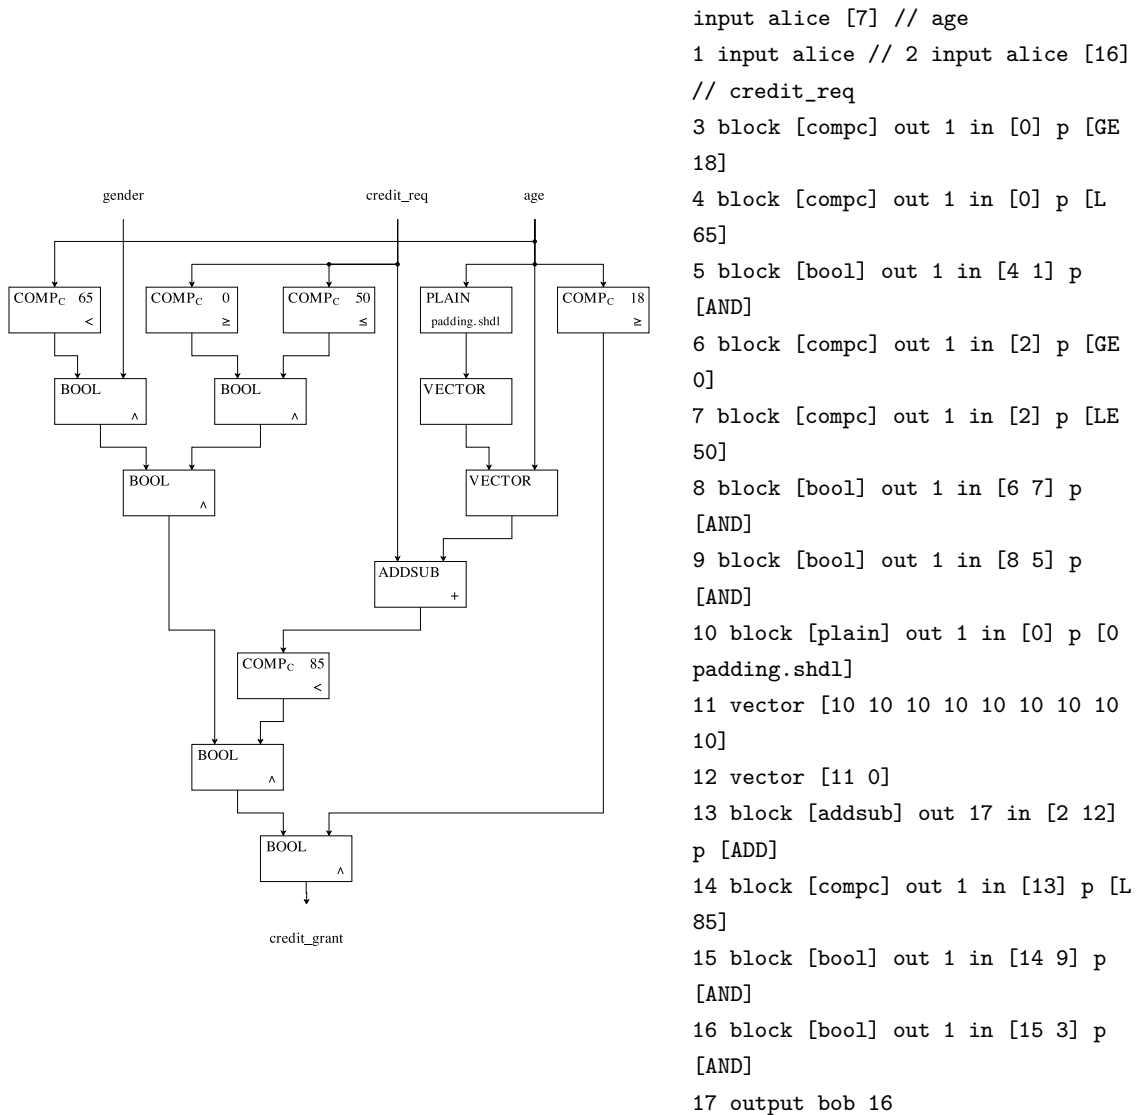 gender
credit_req
age
COMPC 65
<
COMPC 0
≥
COMPC 50
≤
PLAIN
padding.shdl
COMPC 18
≥
BOOL
∧
BOOL
∧
VECTOR
BOOL
∧
VECTOR
ADDSUB
+
COMPC 85
<
BOOL
∧
BOOL
∧
credit_grant
input alice [7] // age
1 input alice // 2 input alice [16]
// credit_req
3 block [compc] out 1 in [0] p [GE
18]
4 block [compc] out 1 in [0] p [L
65]
5 block [bool] out 1 in [4 1] p
[AND]
6 block [compc] out 1 in [2] p [GE
0]
7 block [compc] out 1 in [2] p [LE
50]
8 block [bool] out 1 in [6 7] p
[AND]
9 block [bool] out 1 in [8 5] p
[AND]
10 block [plain] out 1 in [0] p [0
padding.shdl]
11 vector [10 10 10 10 10 10 10 10
10]
12 vector [11 0]
13 block [addsub] out 17 in [2 12]
p [ADD]
14 block [compc] out 1 in [13] p [L
85]
15 block [bool] out 1 in [14 9] p
[AND]
16 block [bool] out 1 in [15 3] p
[AND]
17 output bob 16